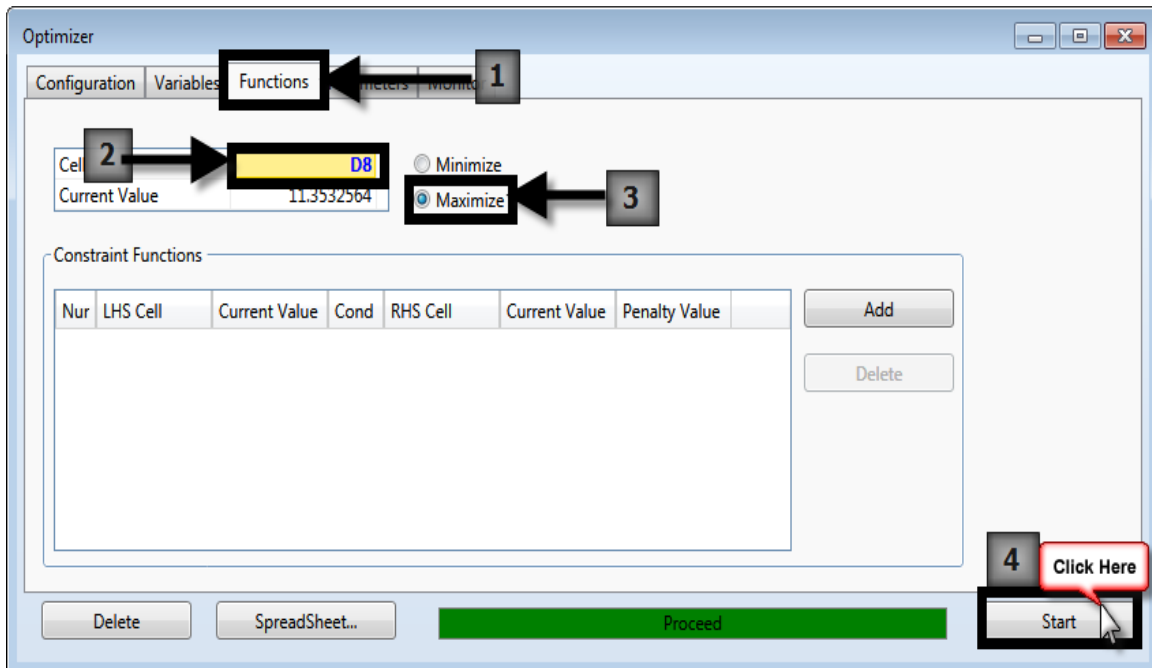 Optimizer
Configuration Variables Functions 1
2 D8 Minimize
Current Value 11.3532564 Maximize 3
Constraint Functions
Nur LHS Cell Current Value Cond RHS Cell Current Value Penalty Value Add
Delete
4 Click Here
Delete SpreadSheet... Proceed Start